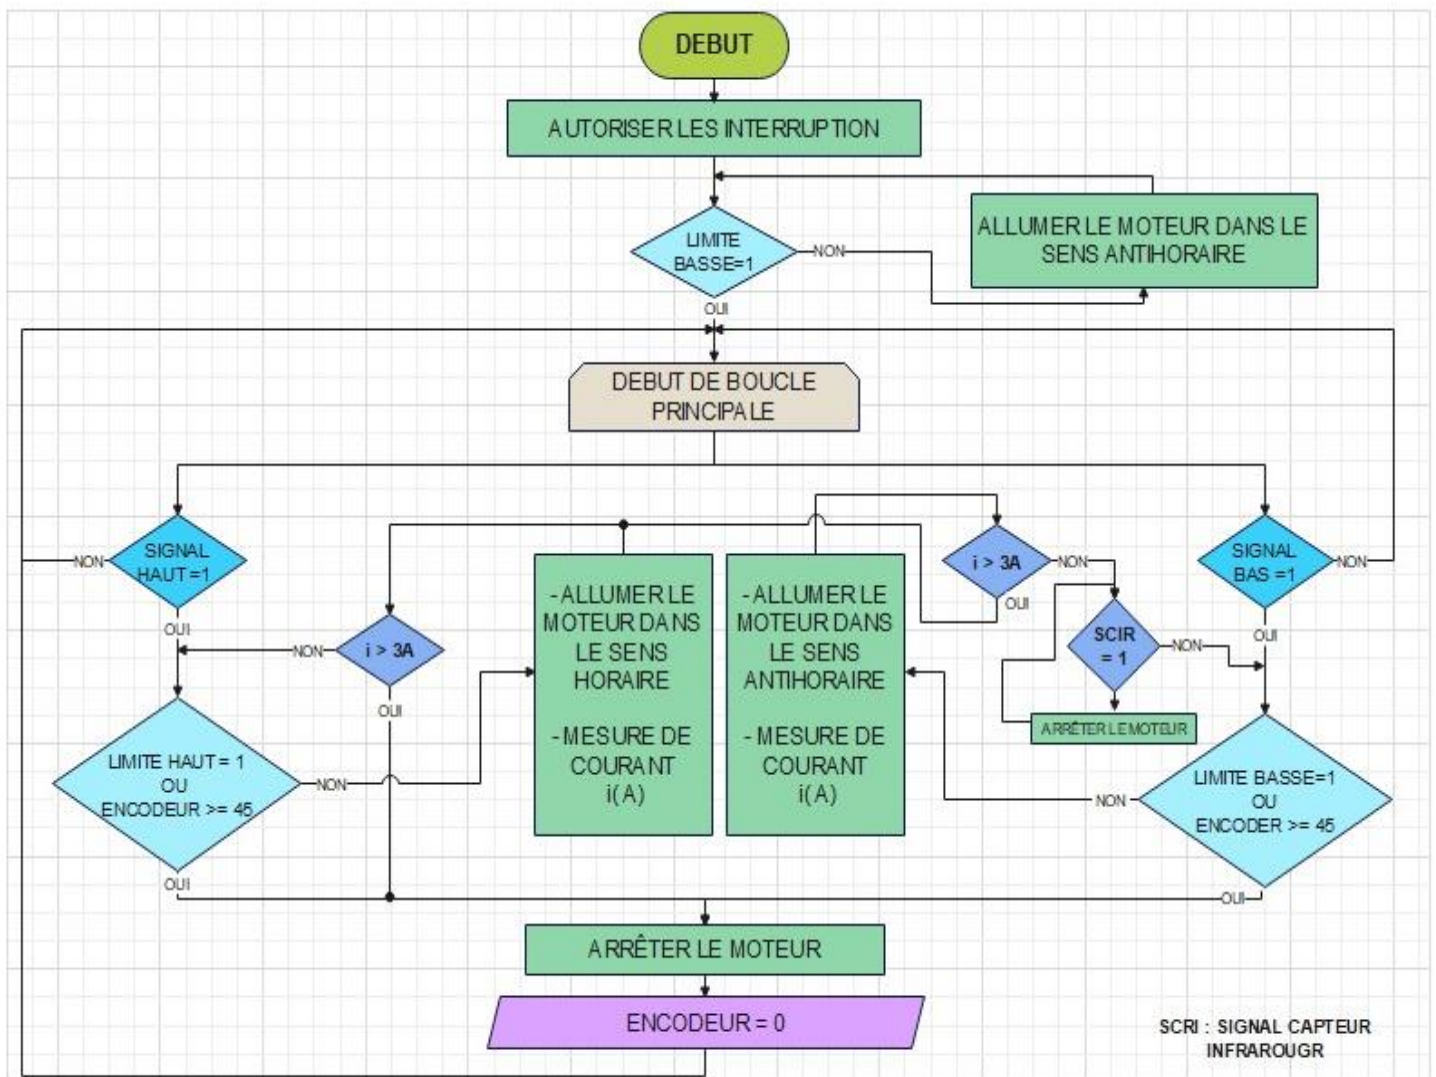 DEBUT
AUTORISER LES INTERRUPTION
ALLUMER LE MOTEUR DANS LE
SENS ANTIHORAIRE
LIMITE
BASSE=1
NON
OUI
DEBUT DE BOUCLE
PRINCIPALE
SIGNAL
HAUT =1
NON
OUI
i > 3A
NON
OUI
LIMITE HAUT = 1
OU
ENCODEUR >= 45
NON
OUI
- ALLUMER LE
MOTEUR DANS
LE SENS
HORAIRE
- MESURE DE
COURANT
i(A)
- ALLUMER LE
MOTEUR DANS
LE SENS
ANTIHORAIRE
- MESURE DE
COURANT
i(A)
i > 3A
NON
OUI
SCIR
= 1
NON
ARRÊTER LE MOTEUR
SIGNAL
BAS =1
NON
OUI
LIMITE BASSE=1
OU
ENCODER >= 45
NON
OUI
ARRÊTER LE MOTEUR
ENCODEUR = 0
SCRI : SIGNAL CAPTEUR
INFRAROUGR